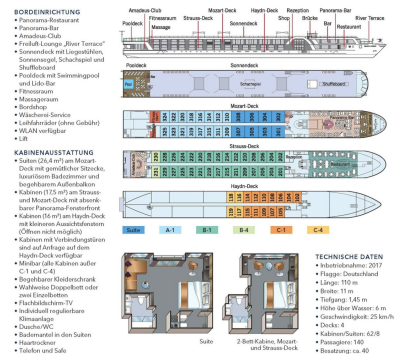 BORDEINRICHTUNG
• Panorama-Restaurant
• Panorama-Bar
• Amadeus-Club
• Freiluft-Lounge „River Terrace"
• Sonnendeck mit Liegestühlen,
Sonnensegel, Schachspiel und
Shuffleboard
• Pooldeck mit Swimmingpool
und Lido-Bar
• Fitnessraum
• Massageraum
• Bordshop
• Wäscherei-Service
• Leihfahrräder (ohne Gebühr)
• WLAN verfügbar
• Lift
KABINENAUSSTATTUNG
• Suiten (26,4 m²) am Mozart-
Deck mit gemütlicher Sitzecke,
luxuriösem Badezimmer und
begehbarem Außenbalkon
• Kabinen (17,5 m²) am Strauss-
und Mozart-Deck mit absenk-
barer Panorama-Fensterfront
• Kabinen (16 m²) am Haydn-Deck
mit kleineren Aussichtsfenstern
(Öffnen nicht möglich)
• Kabinen mit Verbindungstüren
sind auf Anfrage auf dem
Haydn-Deck verfügbar
• Minibar (alle Kabinen außer
C-1 und C-4)
• Begehbarer Kleiderschrank
• Wahlweise Doppelbett oder
zwei Einzelbetten
• Flachbildschirm-TV
• Individuell regulierbare
Klimaanlage
• Dusche/WC
• Bademantel in den Suiten
• Haartrockner
• Telefon und Safe
Amadeus-Club
Mozart-Deck
Haydn-Deck
Reception
Panorama-Bar
River Terrace
Pooldeck
Fitnessraum
Strauss-Deck
Sonnendeck
Shop
Brücke
Restaurant
Massage
Bar
Pooldeck
Sonnendeck
Pool
Schachspiel
Shuffleboard
Mozart-Deck
Strauss-Deck
Reception
Restaurant
Haydn-Deck
Suite
A-1
B-1
B-4
C-1
C-4
Suite
2-Bett-Kabine, Mozart-
und Strauss-Deck
TECHNISCHE DATEN
• Inbetriebnahme: 2017
• Flagge: Deutschland
• Länge: 110 m
• Breite: 11 m
• Tiefgang: 1,45 m
• Höhe über Wasser: 6 m
• Geschwindigkeit: 25 km/h
• Decks: 4
• Kabinen/Suiten: 62/8
• Passagiere: 140
• Besatzung: ca. 40